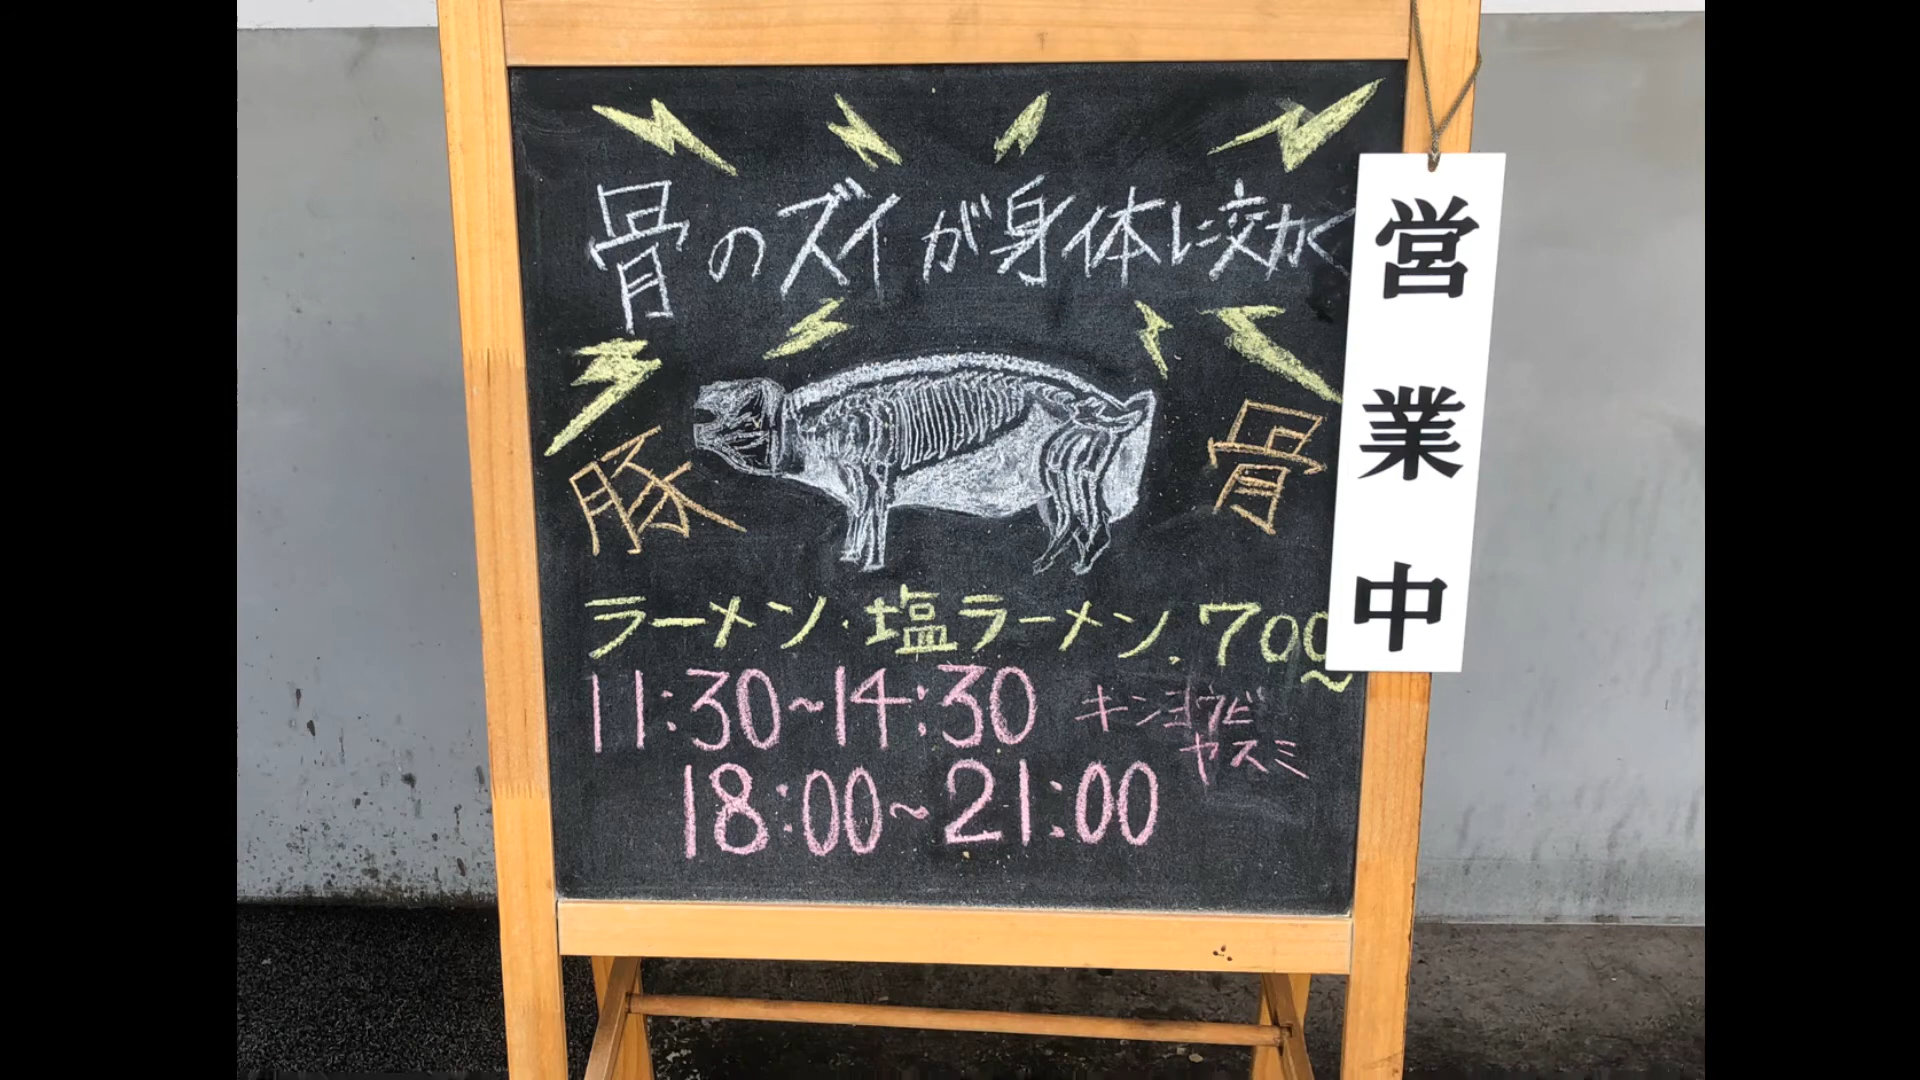 骨のズイが身体に効く
豚 骨
ラーメン・塩ラーメン.700~
11:30~14:30
キンヨウビ
ヤスミ
18:00~21:00
営業中